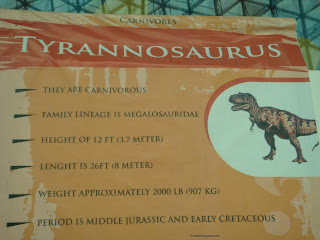 CARNIVORES
TYRANNOSAURUS
THEY ARE CARNIVOROUS
FAMILY LINEAGE IS MEGALOSAURIDAE
HEIGHT OF 12 FT (3.7 METER)
LENGHT IS 26FT (8 METER)
WEIGHT APPROXIMATELY 2000 LB (907 KG)
PERIOD IS MIDDLE JURASSIC AND EARLY CRETACEOUS